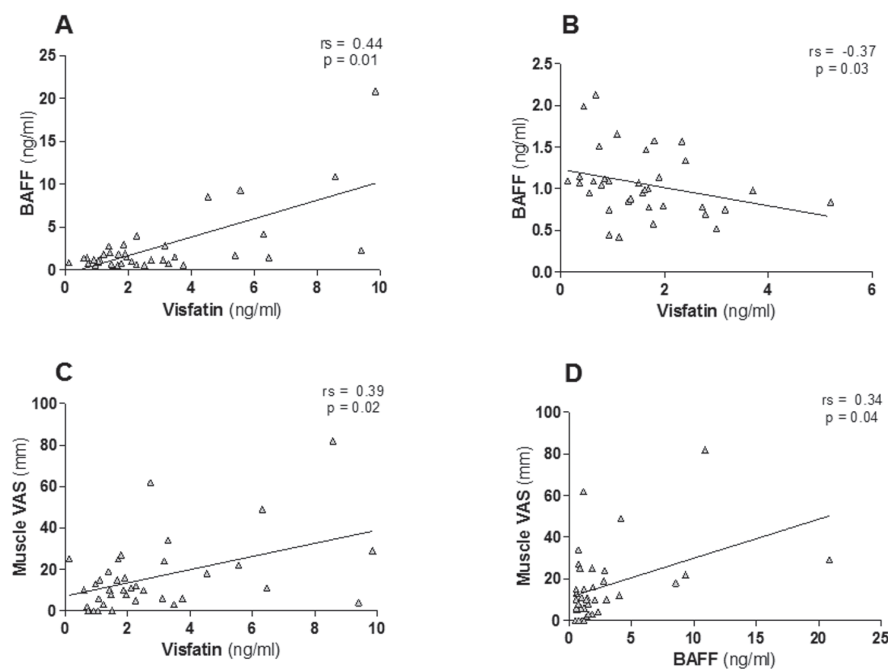 A
rs = 0.44
p = 0.01
25
20
15
10
5
0
BAFF (ng/ml)
0 2 4 6 8 10
Visfatin (ng/ml)
B
rs = -0.37
p = 0.03
2.5
2.0
1.5
1.0
0.5
0.0
BAFF (ng/ml)
0 2 4 6
Visfatin (ng/ml)
C
rs = 0.39
p = 0.02
100
80
60
40
20
0
Muscle VAS (mm)
0 2 4 6 8 10
Visfatin (ng/ml)
D
rs = 0.34
p = 0.04
100
80
60
40
20
0
Muscle VAS (mm)
0 5 10 15 20 25
BAFF (ng/ml)